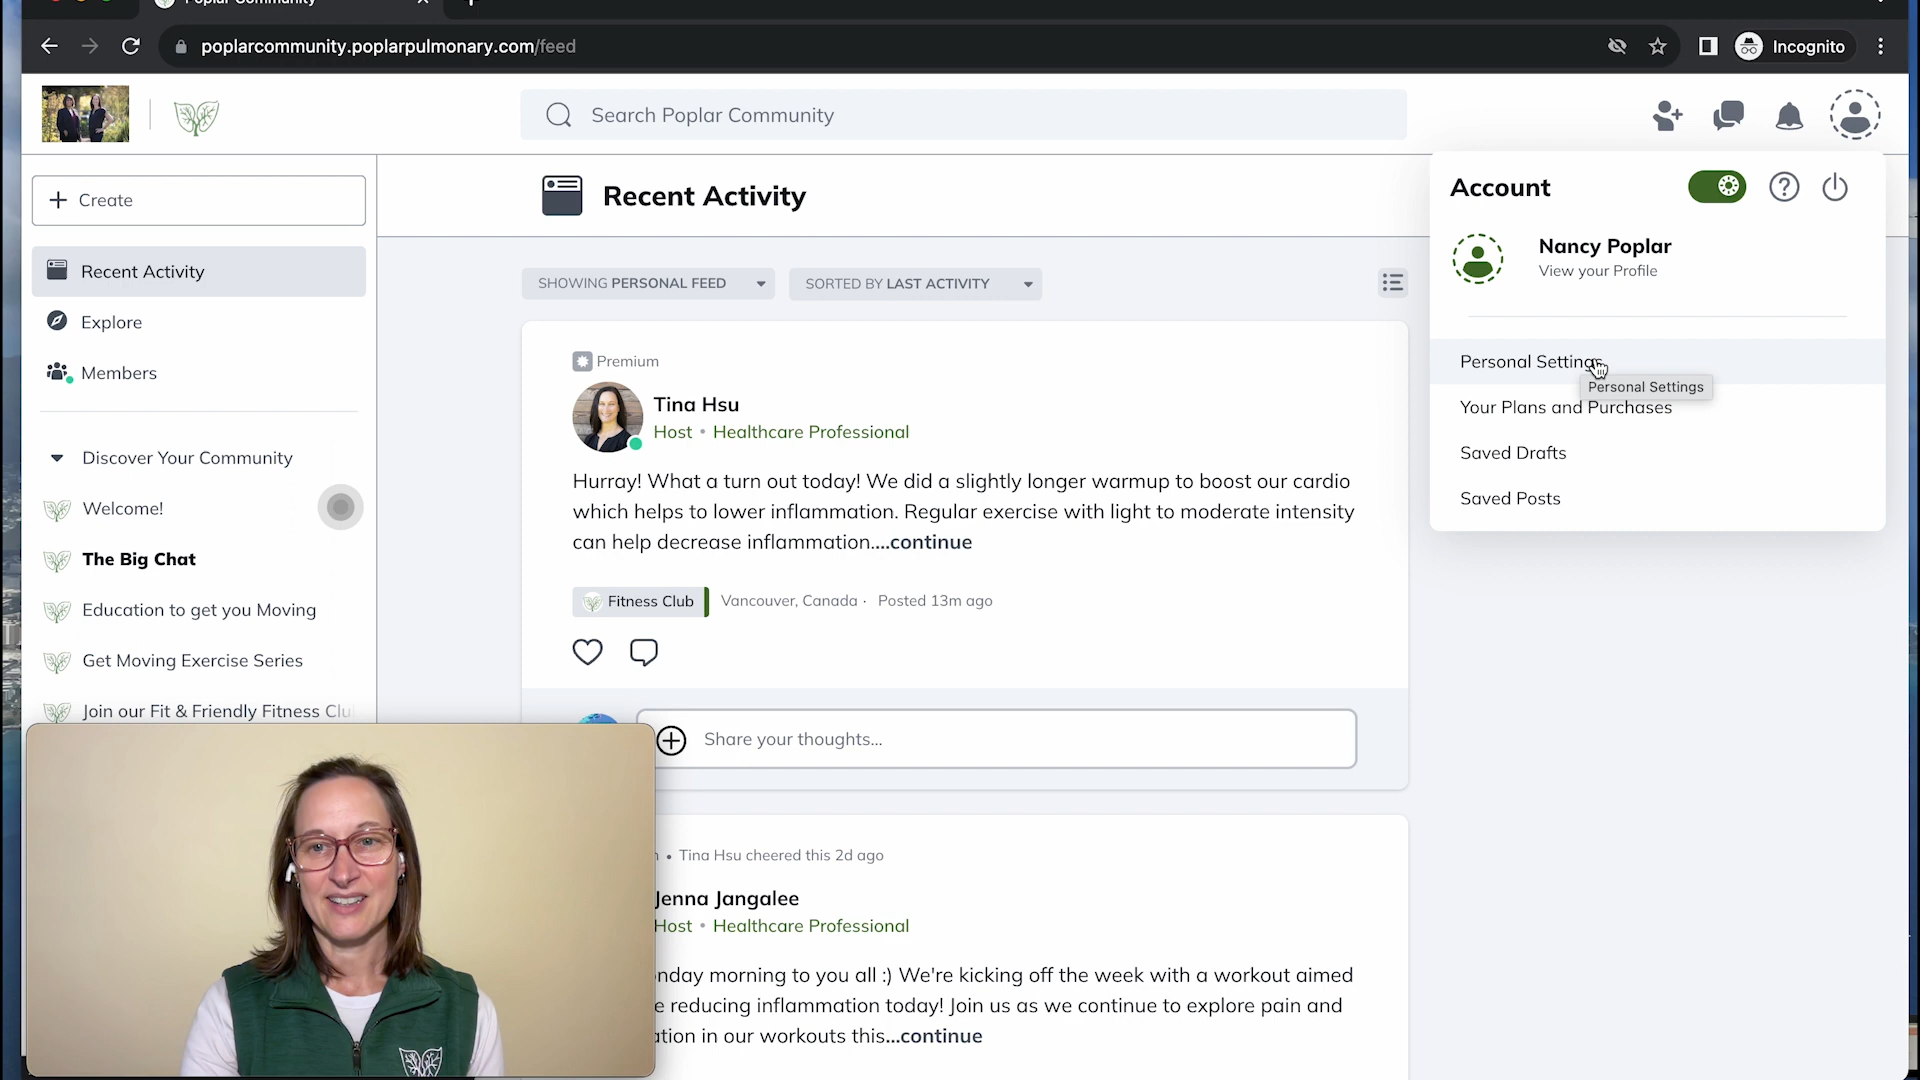 Poplar Community
poplarcommunity.poplarpulmonary.com/feed
Incognito
Search Poplar Community
Create
Recent Activity
Explore
Members
Discover Your Community
Welcome!
The Big Chat
Education to get you Moving
Get Moving Exercise Series
Join our Fit & Friendly Fitness Clu
Recent Activity
SHOWING PERSONAL FEED
SORTED BY LAST ACTIVITY
Premium
Tina Hsu
Host • Healthcare Professional
Hurray! What a turn out today! We did a slightly longer warmup to boost our cardio
which helps to lower inflammation. Regular exercise with light to moderate intensity
can help decrease inflammation....continue
Fitness Club
Vancouver, Canada · Posted 13m ago
Share your thoughts...
• Tina Hsu cheered this 2d ago
Jenna Jangalee
Host • Healthcare Professional
nday morning to you all :) We're kicking off the week with a workout aimed
e reducing inflammation today! Join us as we continue to explore pain and
ation in our workouts this...continue
Account
Nancy Poplar
View your Profile
Personal Settings
Personal Settings
Your Plans and Purchases
Saved Drafts
Saved Posts